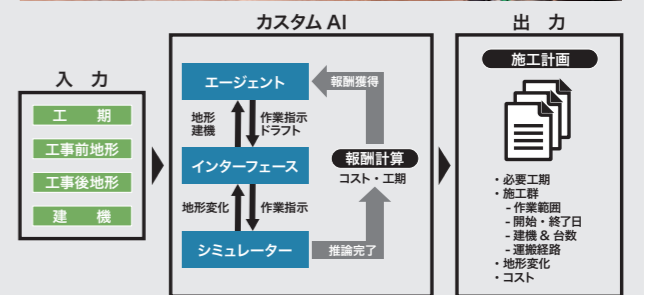 入　力
工　期
工事前地形
工事後地形
建　機
カスタム AI
エージェント
地形
建機
作業指示
ドラフト
インターフェース
地形変化
作業指示
シミュレーター
報酬獲得
報酬計算
コスト・工期
推論完了
出　力
施工計画
・必要工期
・施工群
- 作業範囲
- 開始・終了日
- 建機 & 台数
- 運搬経路
・地形変化
・コスト